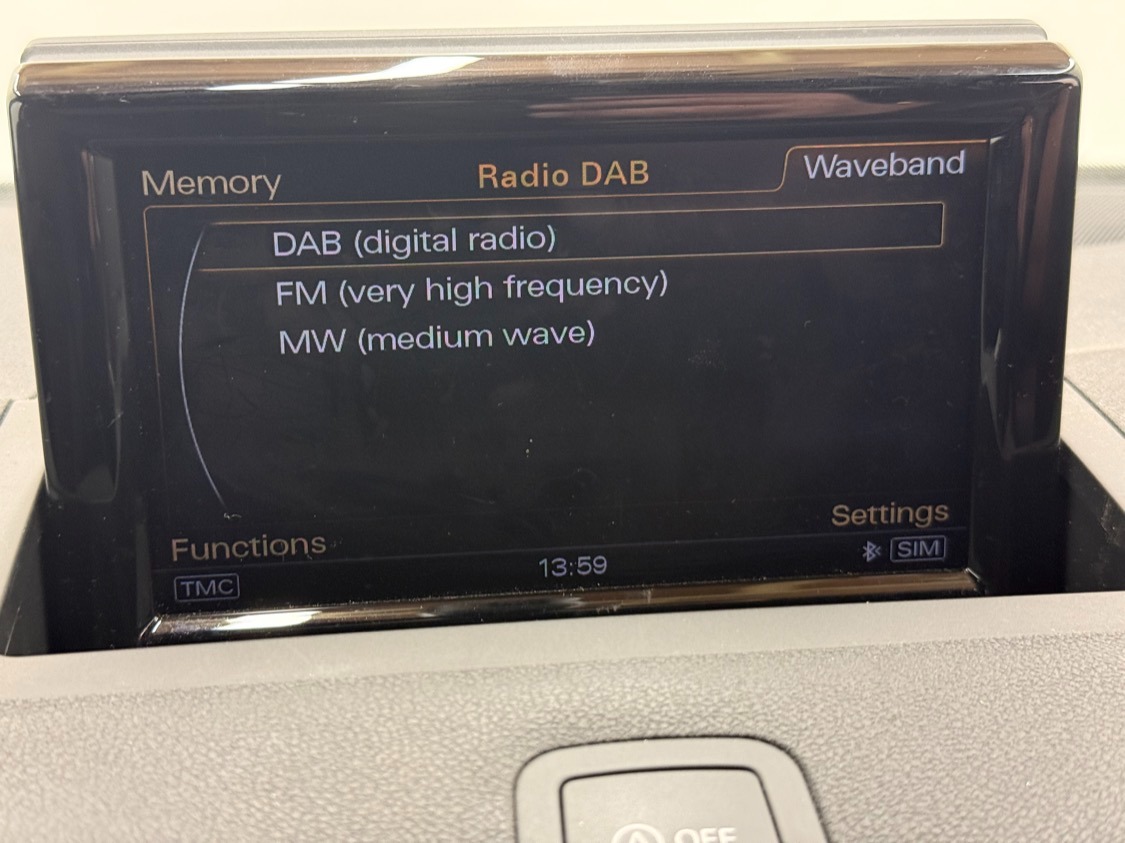 Memory
Radio DAB
Waveband
DAB (digital radio)
FM (very high frequency)
MW (medium wave)
Settings
Functions
SIM
13:59
TMC
A OFF